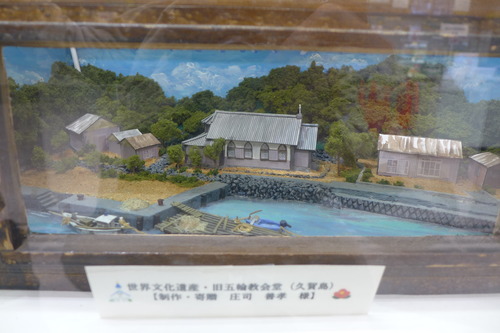 世界文化遺産・旧五輪教会堂（久賀島）
【制作・寄贈　庄司　善孝　様】